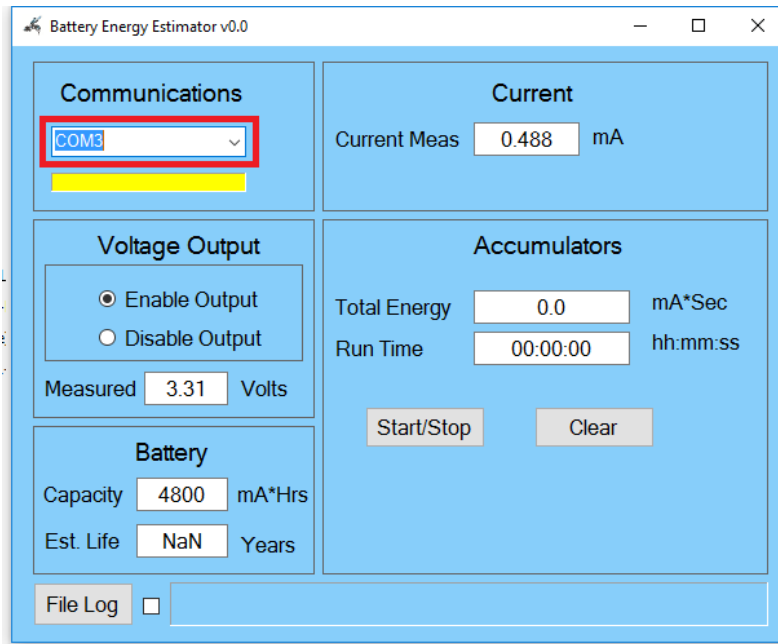 Battery Energy Estimator v0.0
Communications
COM3
Current
Current Meas 0.488 mA
Voltage Output
Enable Output
Disable Output
Measured 3.31 Volts
Accumulators
Total Energy 0.0 mA*Sec
Run Time 00:00:00 hh:mm:ss
Start/Stop Clear
Battery
Capacity 4800 mA*Hrs
Est. Life NaN Years
File Log